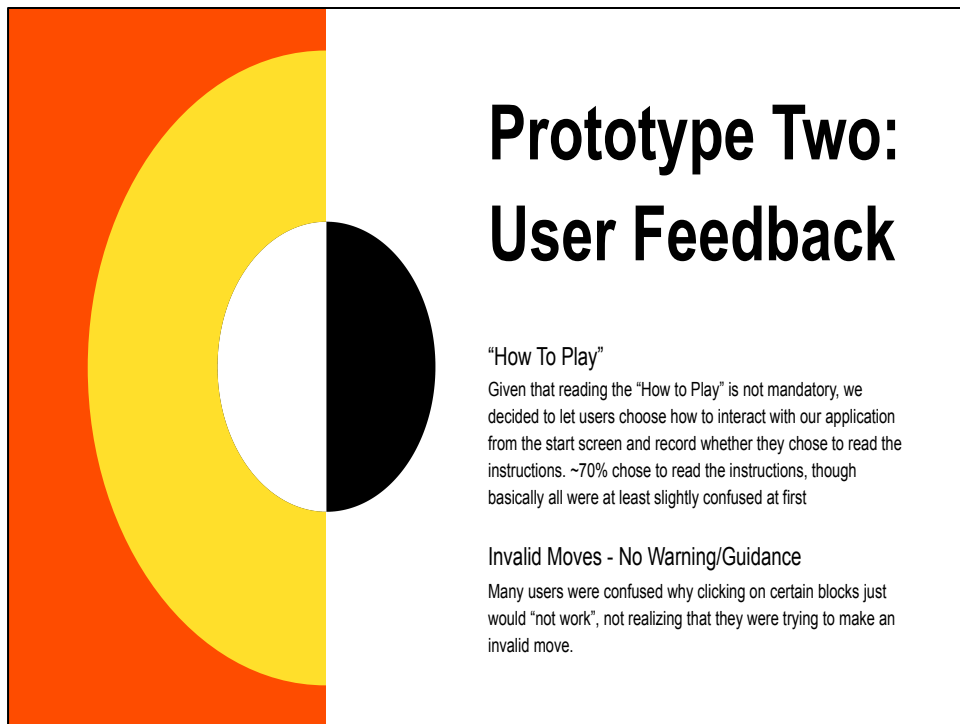 Prototype Two:
User Feedback
“How To Play”
Given that reading the “How to Play” is not mandatory, we
decided to let users choose how to interact with our application
from the start screen and record whether they chose to read the
instructions. ~70% chose to read the instructions, though
basically all were at least slightly confused at first
Invalid Moves - No Warning/Guidance
Many users were confused why clicking on certain blocks just
would “not work”, not realizing that they were trying to make an
invalid move.